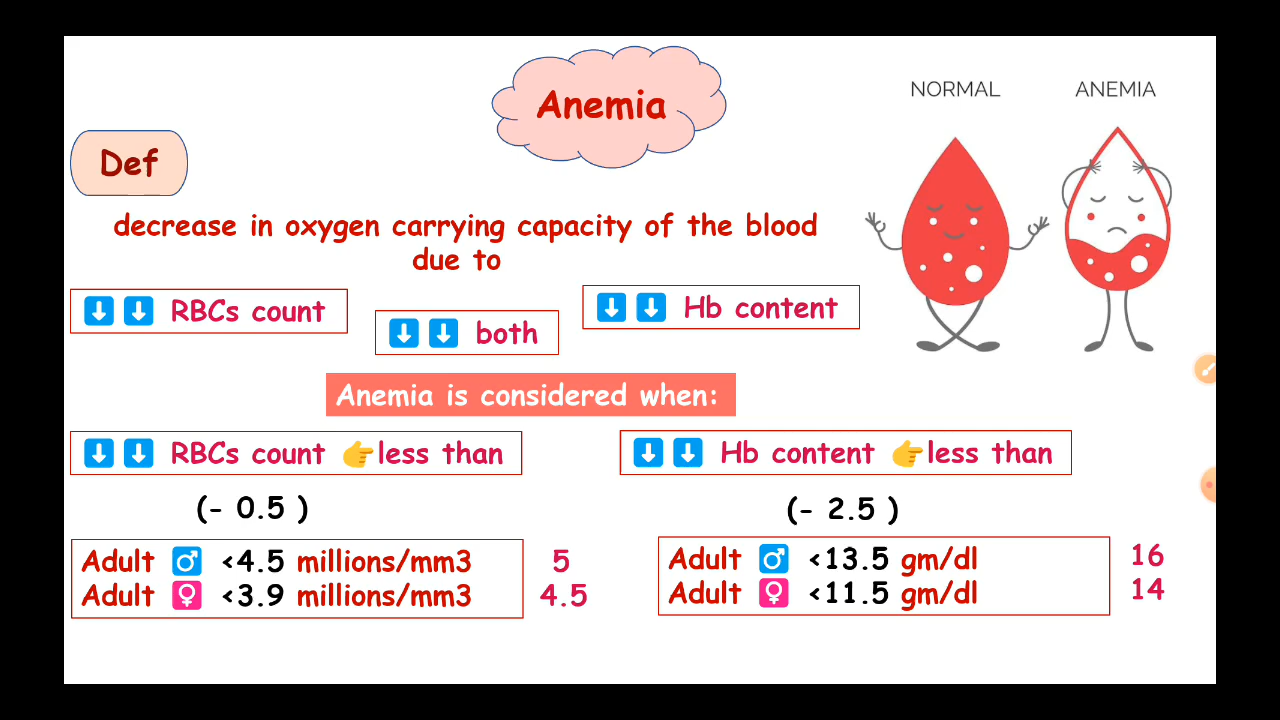 Anemia
NORMAL
ANEMIA
Def
decrease in oxygen carrying capacity of the blood
due to
⬇️⬇️ RBCs count
⬇️⬇️ both
⬇️⬇️ Hb content
Anemia is considered when:
⬇️⬇️ RBCs count 👉less than
⬇️⬇️ Hb content 👉less than
(- 0.5 )
(- 2.5 )
Adult ♂️ <4.5 millions/mm3 5
Adult ♀️ <3.9 millions/mm3 4.5
Adult ♂️ <13.5 gm/dl 16
Adult ♀️ <11.5 gm/dl 14